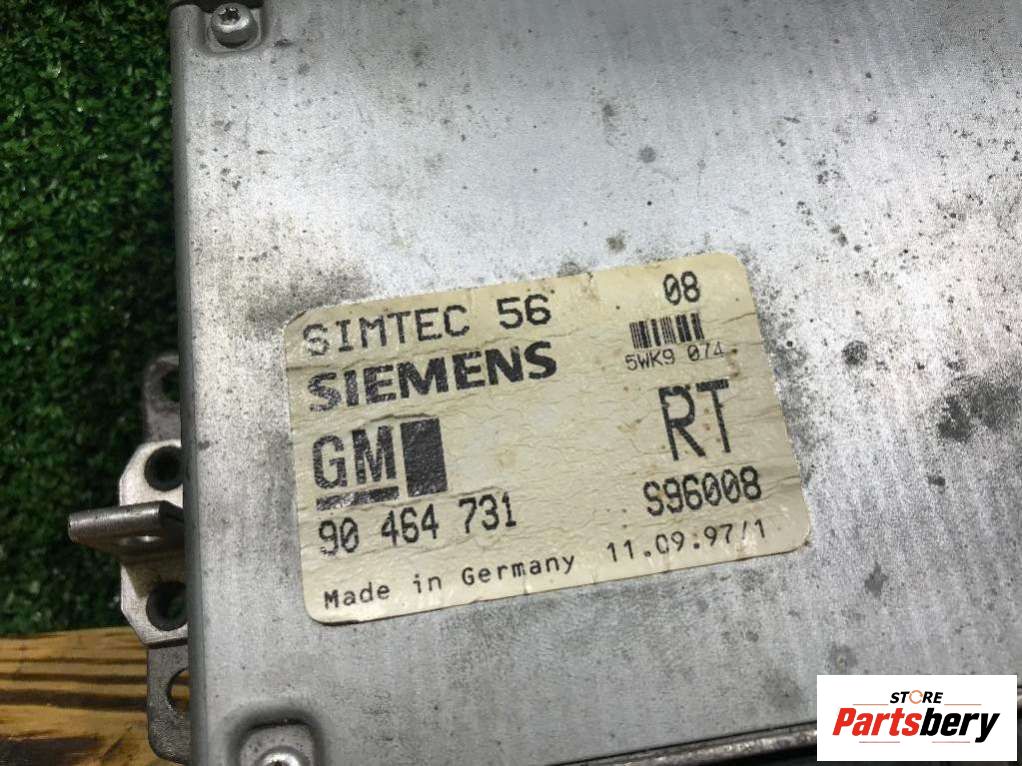 SIMTEC 56
08
SIEMENS
5WK9 074
GM
RT
90 464 731
S96008
Made in Germany 11.09.97/1
STORE
Partsbery